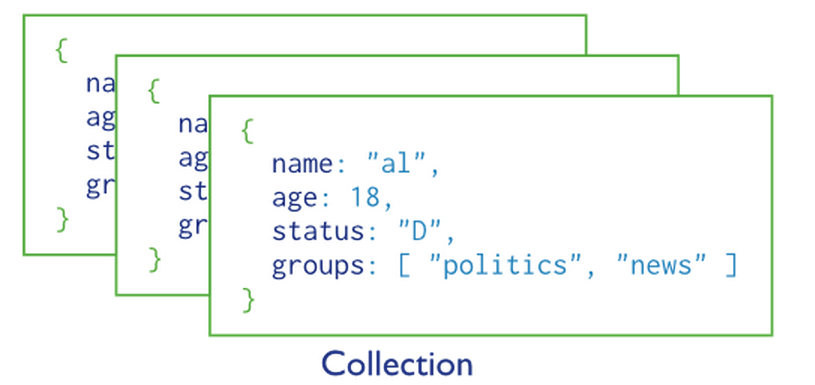 {
na
ag
st
gr
}
{
na
ag
st
gr
}
{
name: "al",
age: 18,
status: "D",
groups: [ "politics", "news" ]
}
Collection